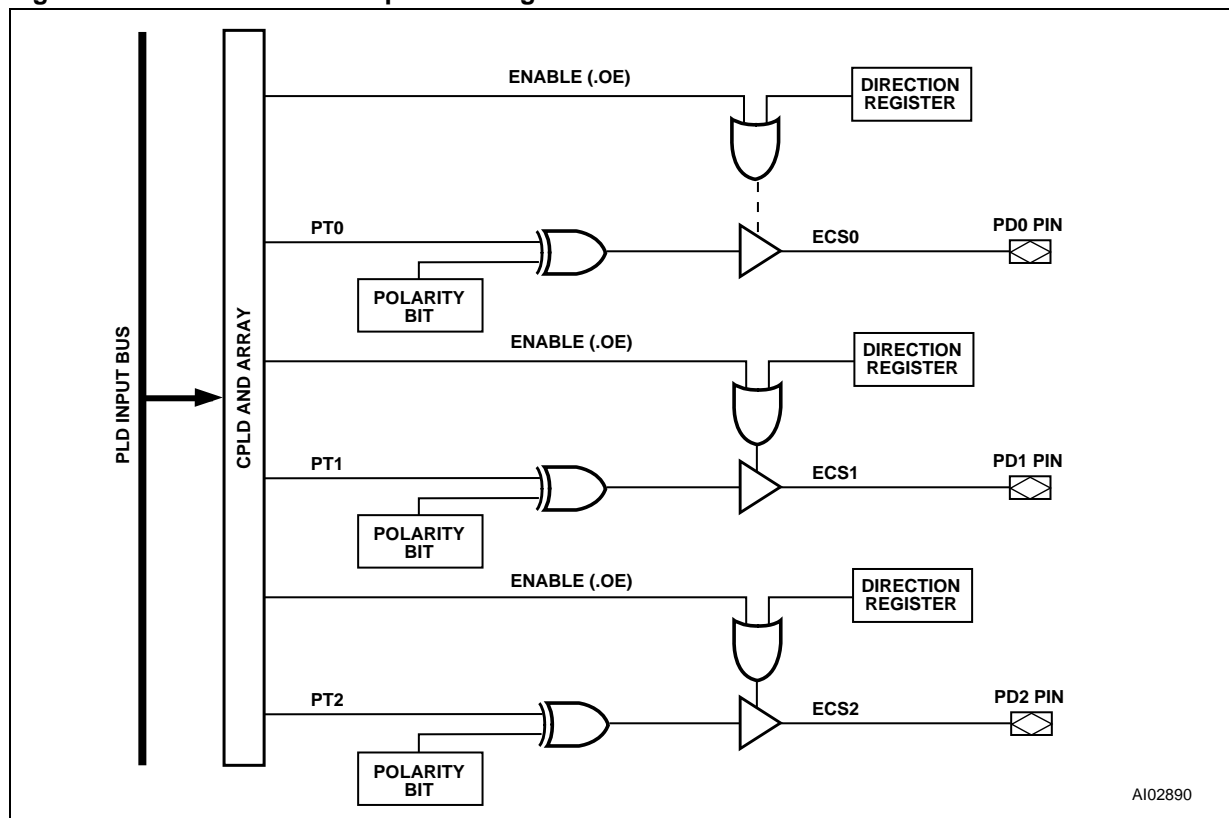 ENABLE (.OE)
DIRECTION
REGISTER
PT0
POLARITY
BIT
ECS0
PD0 PIN
ENABLE (.OE)
DIRECTION
REGISTER
PT1
POLARITY
BIT
ECS1
PD1 PIN
ENABLE (.OE)
DIRECTION
REGISTER
PT2
POLARITY
BIT
ECS2
PD2 PIN
PLD INPUT BUS
CPLD AND ARRAY
AI02890